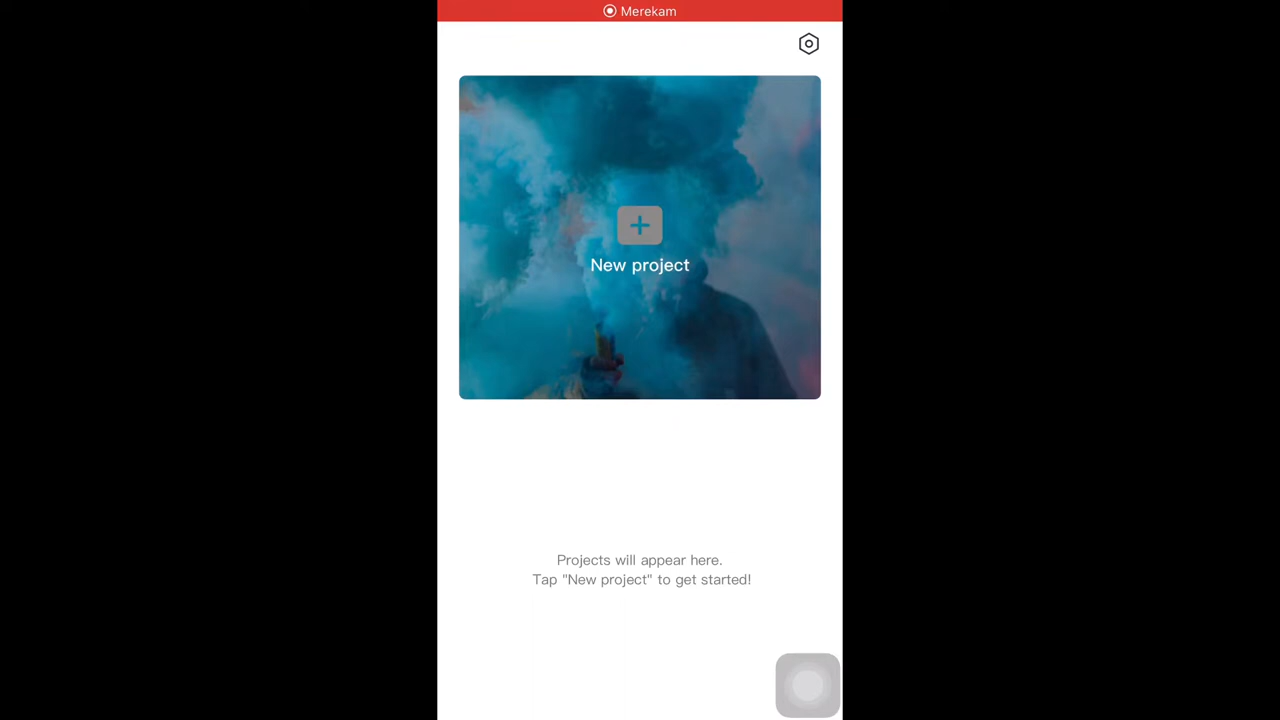 Merekam
New project
Projects will appear here.
Tap "New project" to get started!